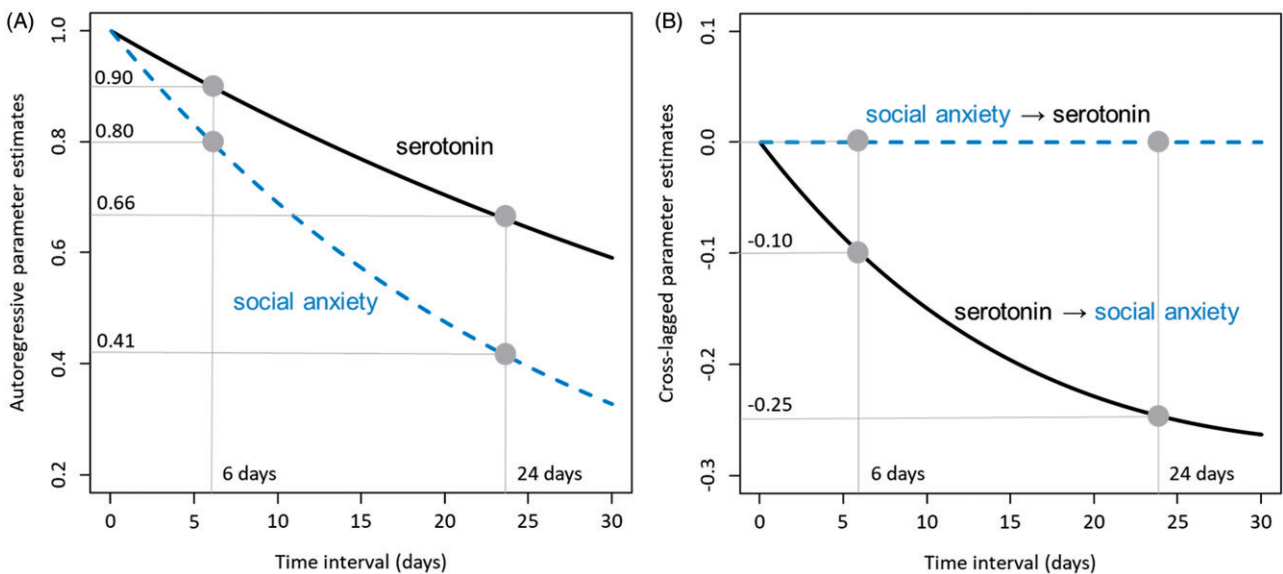 (A)
Autoregressive parameter estimates
1.0
0.8
0.6
0.4
0.2
0.90
0.80
0.66
0.41
serotonin
social anxiety
6 days
24 days
0 5 10 15 20 25 30
Time interval (days)
(B)
Cross-lagged parameter estimates
0.1
0.0
-0.1
-0.2
-0.3
social anxiety → serotonin
-0.10
serotonin → social anxiety
-0.25
6 days
24 days
0 5 10 15 20 25 30
Time interval (days)